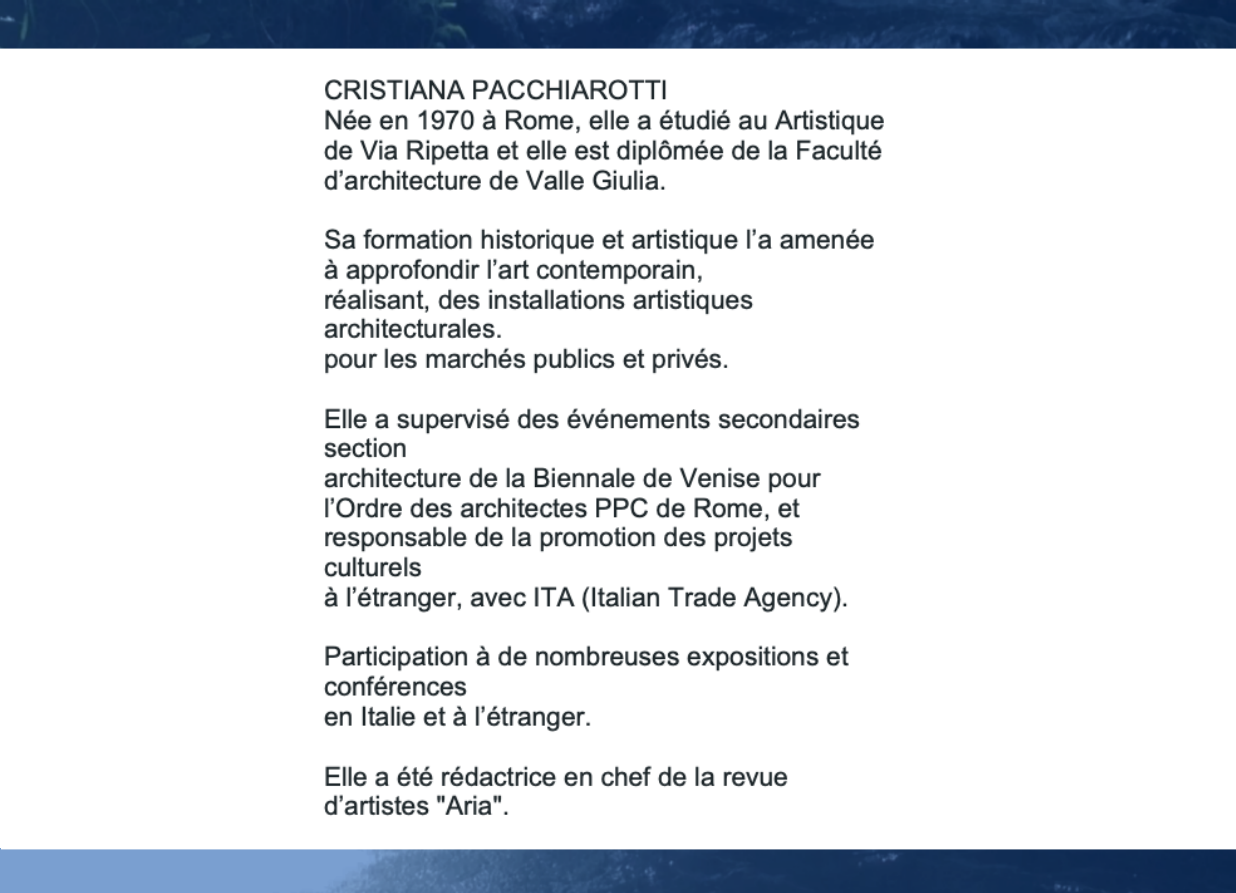 CRISTIANA PACCHIAROTTI
Née en 1970 à Rome, elle a étudié au Artistique
de Via Ripetta et elle est diplômée de la Faculté
d’architecture de Valle Giulia.
Sa formation historique et artistique l’a amenée
à approfondir l’art contemporain,
réalisant, des installations artistiques
architecturales.
pour les marchés publics et privés.
Elle a supervisé des événements secondaires
section
architecture de la Biennale de Venise pour
l’Ordre des architectes PPC de Rome, et
responsable de la promotion des projets
culturels
à l’étranger, avec ITA (Italian Trade Agency).
Participation à de nombreuses expositions et
conférences
en Italie et à l’étranger.
Elle a été rédactrice en chef de la revue
d’artistes "Aria".